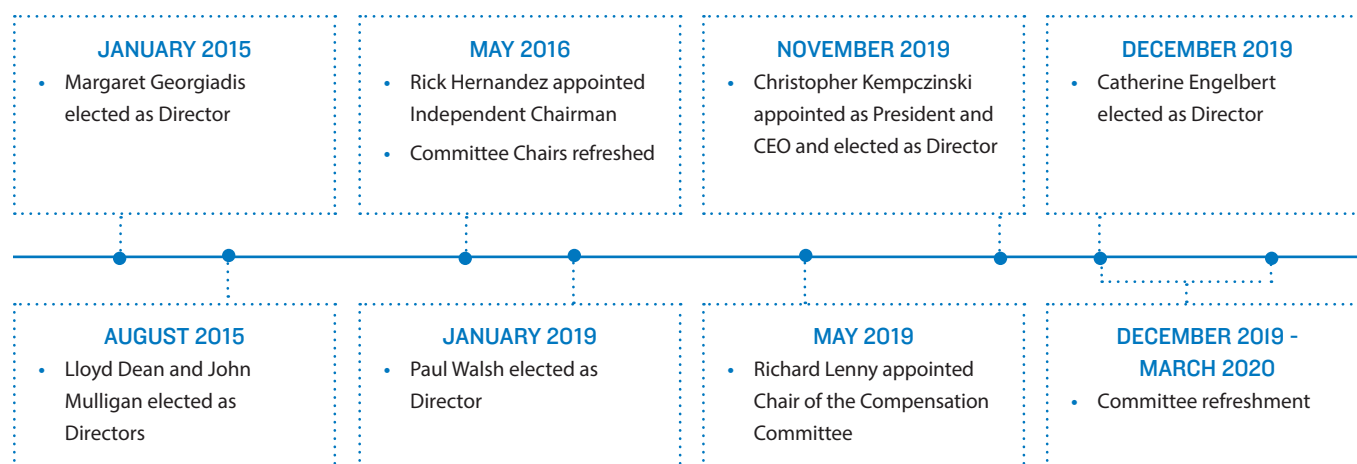 JANUARY 2015
• Margaret Georgiadis
elected as Director
MAY 2016
• Rick Hernandez appointed
Independent Chairman
• Committee Chairs refreshed
NOVEMBER 2019
• Christopher Kempczinski
appointed as President and
CEO and elected as Director
DECEMBER 2019
• Catherine Engelbert
elected as Director
AUGUST 2015
• Lloyd Dean and John
Mulligan elected as
Directors
JANUARY 2019
• Paul Walsh elected as
Director
MAY 2019
• Richard Lenny appointed
Chair of the Compensation
Committee
DECEMBER 2019 -
MARCH 2020
• Committee refreshment